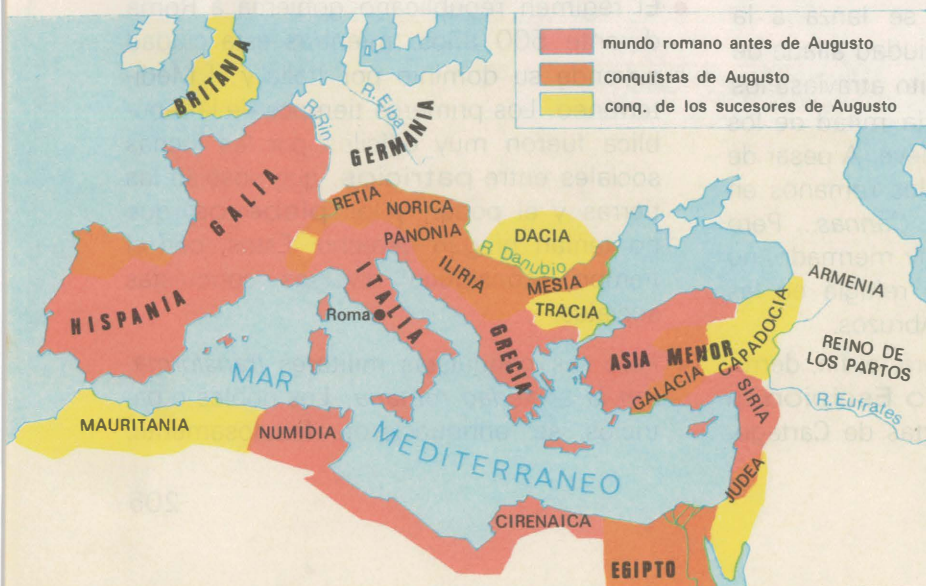 mundo romano antes de Augusto
conquistas de Augusto
conq. de los sucesores de Augusto
BRITANIA
R. Rin
R. Elba
GERMANIA
GALIA
RETIA
NORICA
PANONIA
DACIA
R. Danubio
ILIRIA
MESIA
TRACIA
ITALIA
Roma
HISPANIA
GRECIA
ASIA MENOR
GALACIA
CAPADOCIA
ARMENIA
REINO DE
LOS PARTOS
R. Eufrates
SIRIA
JUDEA
MAR
MEDITERRANEO
MAURITANIA
NUMIDIA
CIRENAICA
EGIPTO